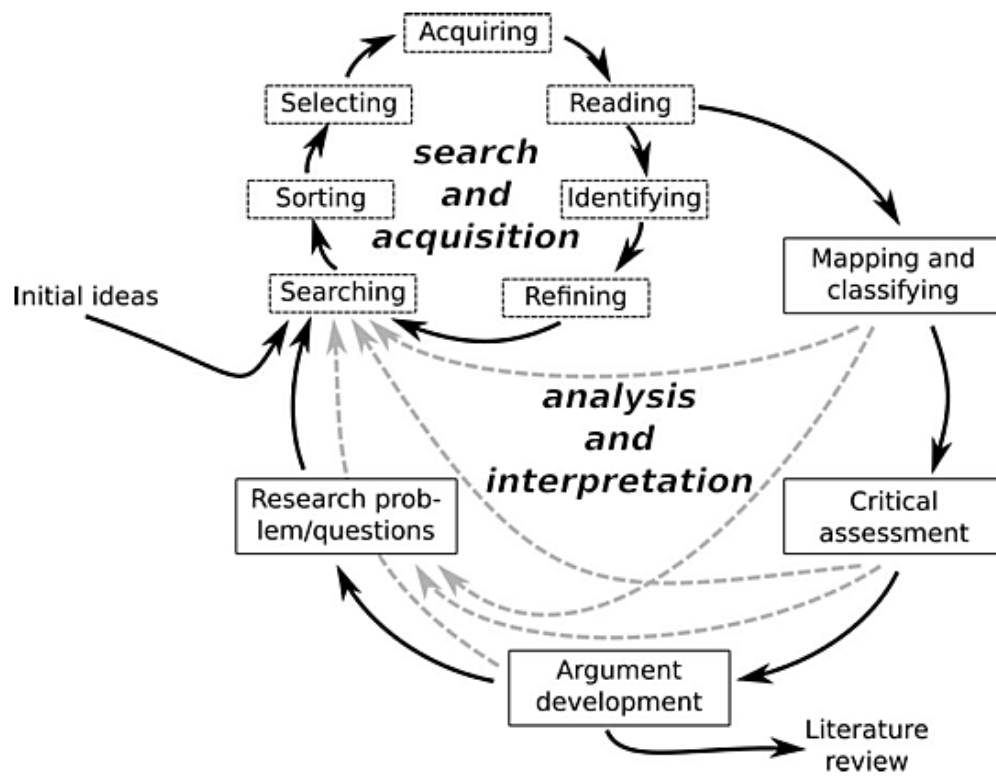 Acquiring
Selecting
Reading
search
and
acquisition
Sorting
Identifying
Searching
Refining
Initial ideas
Mapping and
classifying
analysis
and
interpretation
Research prob-
lem/questions
Critical
assessment
Argument
development
Literature
review